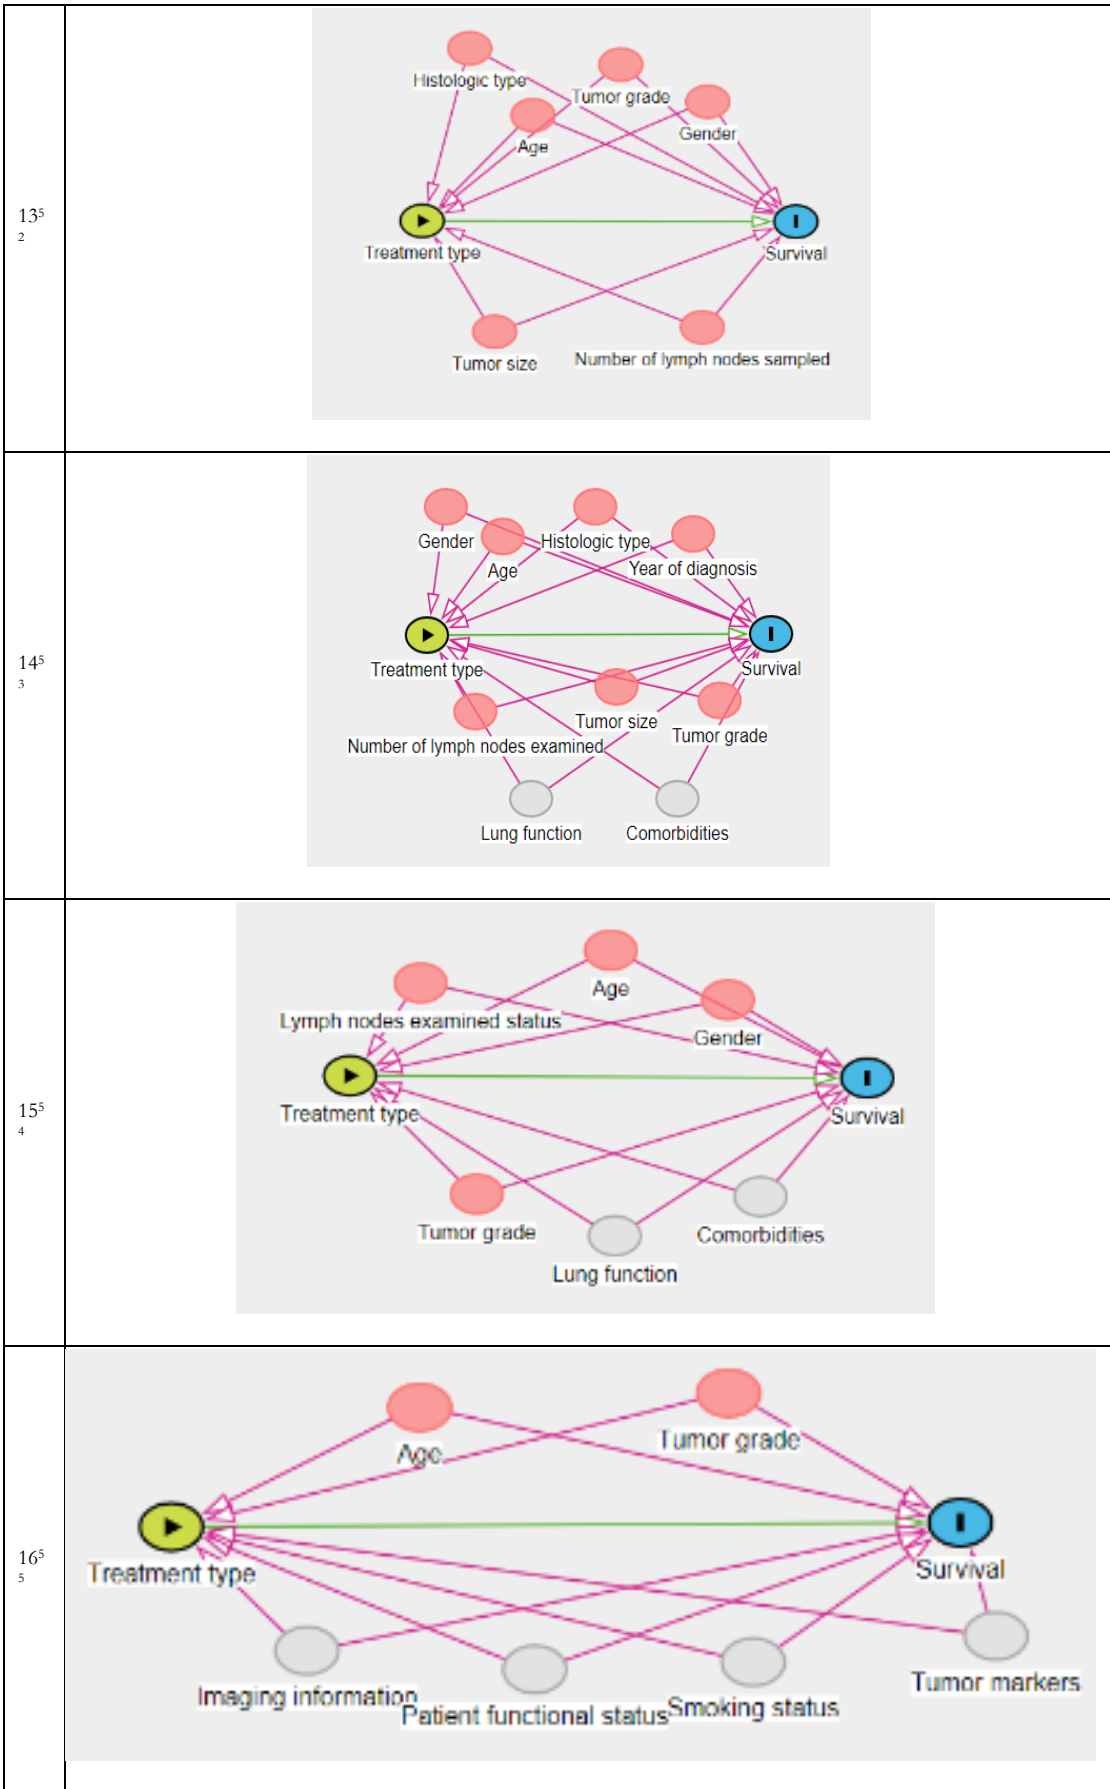 Histologic type
Tumor grade
Gender
Age
13⁵
2
Treatment type
Survival
Tumor size
Number of lymph nodes sampled
Gender
Histologic type
Age
Year of diagnosis
14⁵
3
Treatment type
Survival
Tumor size
Tumor grade
Number of lymph nodes examined
Lung function
Comorbidities
Age
Lymph nodes examined status
Gender
15⁵
4
Treatment type
Survival
Tumor grade
Comorbidities
Lung function
Age
Tumor grade
16⁵
5
Treatment type
Survival
Imaging information
Patient functional status
Smoking status
Tumor markers